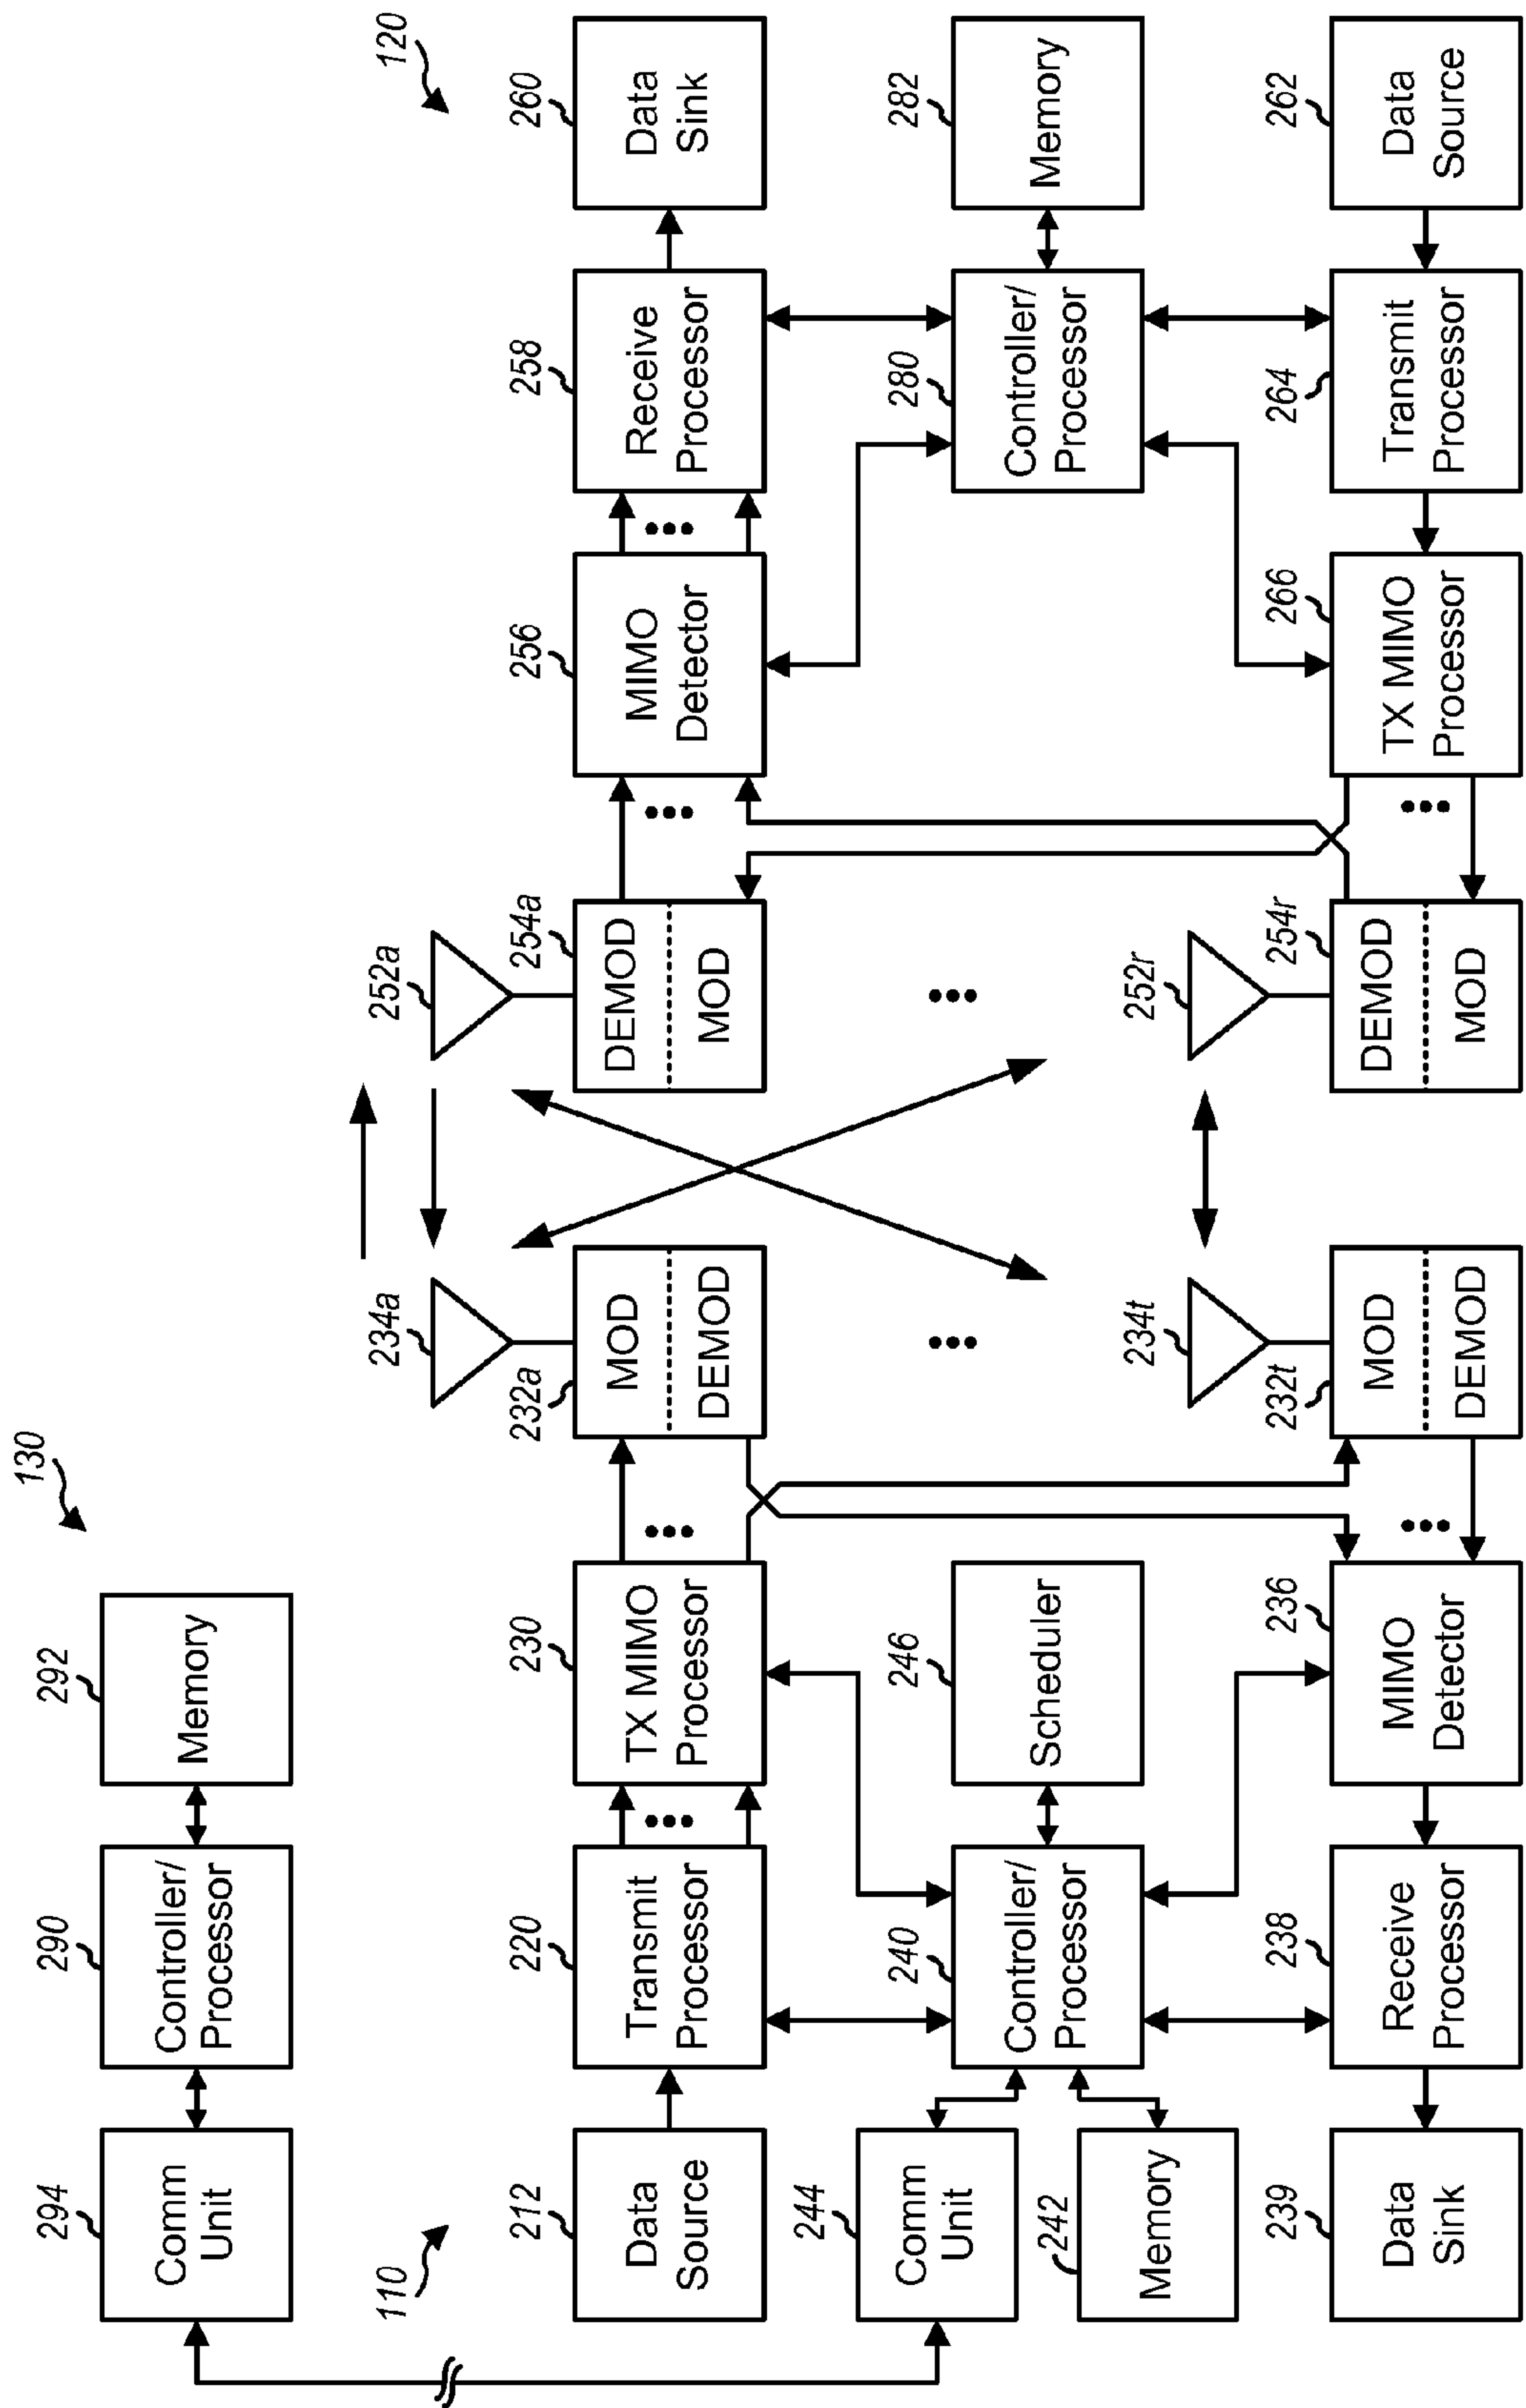 130
294
Comm
Unit
290
Controller/
Processor
292
Memory
110
120
212
Data
Source
220
Transmit
Processor
230
TX MIMO
Processor
232a
MOD
DEMOD
234a
252a
254a
DEMOD
MOD
256
MIMO
Detector
258
Receive
Processor
260
Data
Sink
244
Comm
Unit
242
Memory
240
Controller/
Processor
246
Scheduler
280
Controller/
Processor
282
Memory
239
Data
Sink
238
Receive
Processor
236
MIMO
Detector
232t
MOD
DEMOD
234t
252r
254r
DEMOD
MOD
266
TX MIMO
Processor
264
Transmit
Processor
262
Data
Source